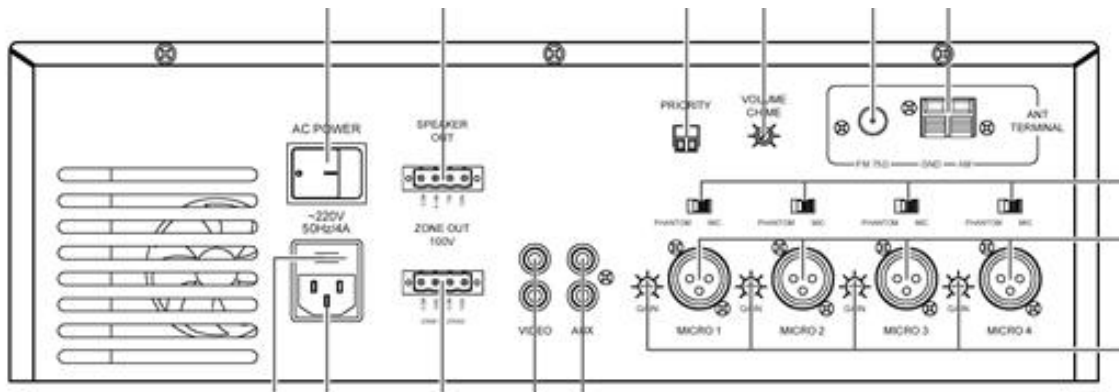 AC POWER
~220V
50Hz/4A
SPEAKER
OUT
ZONE OUT
100V
VIDEO
AUX
PRIORITY
VOLUME
CHIME
ANT
TERMINAL
FM 75Ω
GND
AM
PHANTOM MIC
PHANTOM MIC
PHANTOM MIC
PHANTOM MIC
GAIN
GAIN
GAIN
GAIN
MICRO 1
MICRO 2
MICRO 3
MICRO 4